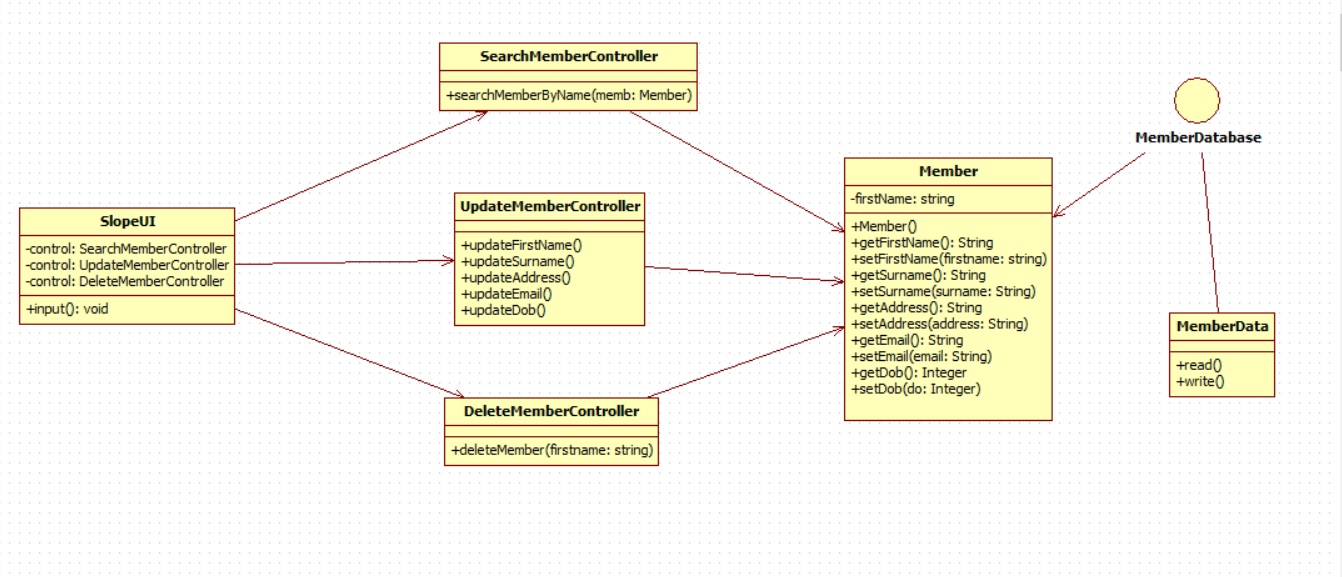 SearchMemberController
+searchMemberByName(memb: Member)
MemberDatabase
SlopeUI
-control: SearchMemberController
-control: UpdateMemberController
-control: DeleteMemberController
+input(): void
UpdateMemberController
+updateFirstName()
+updateSurname()
+updateAddress()
+updateEmail()
+updateDob()
Member
-firstName: string
+Member()
+getFirstName(): String
+setFirstName(firstname: string)
+getSurname(): String
+setSurname(surname: String)
+getAddress(): String
+setAddress(address: String)
+getEmail(): String
+setEmail(email: String)
+getDob(): Integer
+setDob(do: Integer)
MemberData
+read()
+write()
DeleteMemberController
+deleteMember(firstname: string)